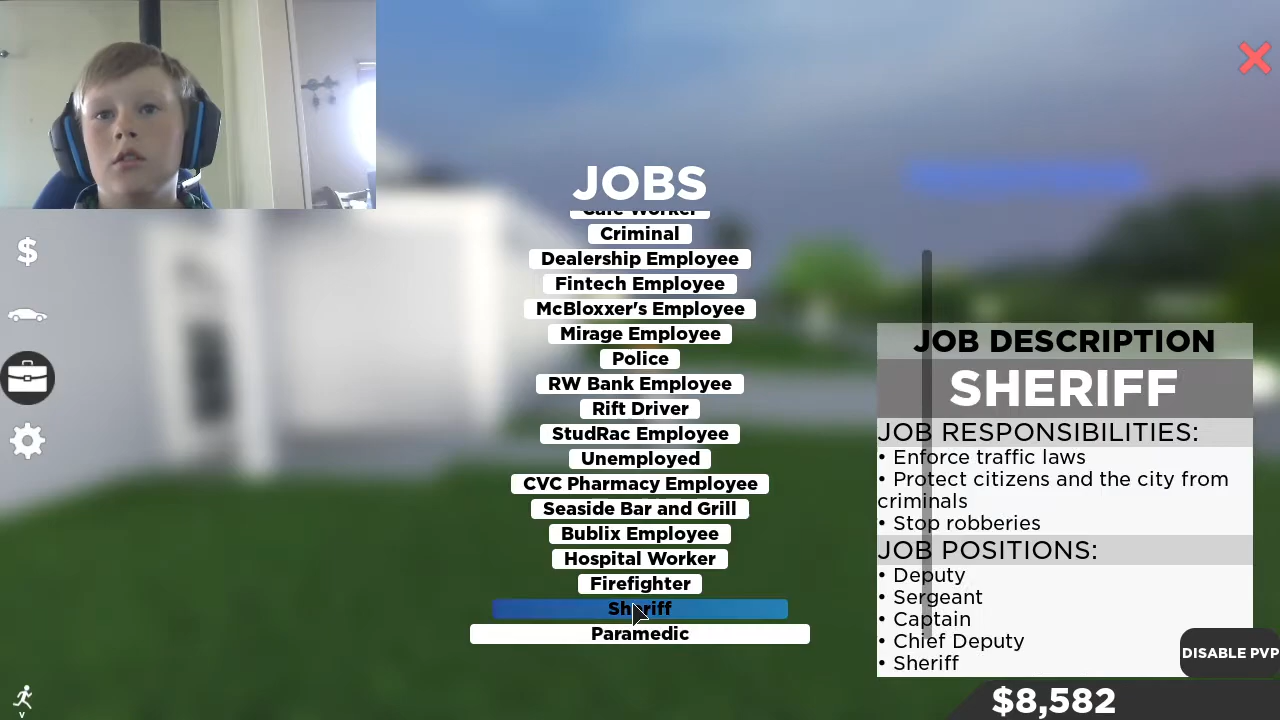 JOBS
Cafe Worker
Criminal
Dealership Employee
Fintech Employee
McBloxxer's Employee
Mirage Employee
Police
RW Bank Employee
Rift Driver
StudRac Employee
Unemployed
CVC Pharmacy Employee
Seaside Bar and Grill
Bublix Employee
Hospital Worker
Firefighter
Sheriff
Paramedic
$
JOB DESCRIPTION
SHERIFF
JOB RESPONSIBILITIES:
• Enforce traffic laws
• Protect citizens and the city from
criminals
• Stop robberies
JOB POSITIONS:
• Deputy
• Sergeant
• Captain
• Chief Deputy
• Sheriff
DISABLE PVP
$8,582
V